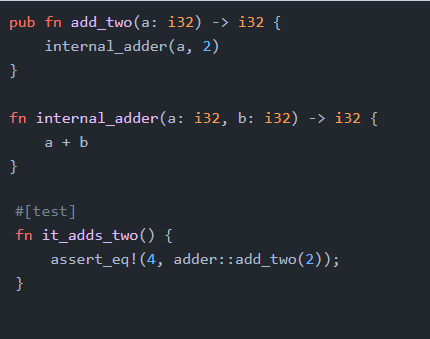 pub fn add_two(a: i32) -> i32 {
    internal_adder(a, 2)
}
fn internal_adder(a: i32, b: i32) -> i32 {
    a + b
}
#[test]
fn it_adds_two() {
    assert_eq!(4, adder::add_two(2));
}